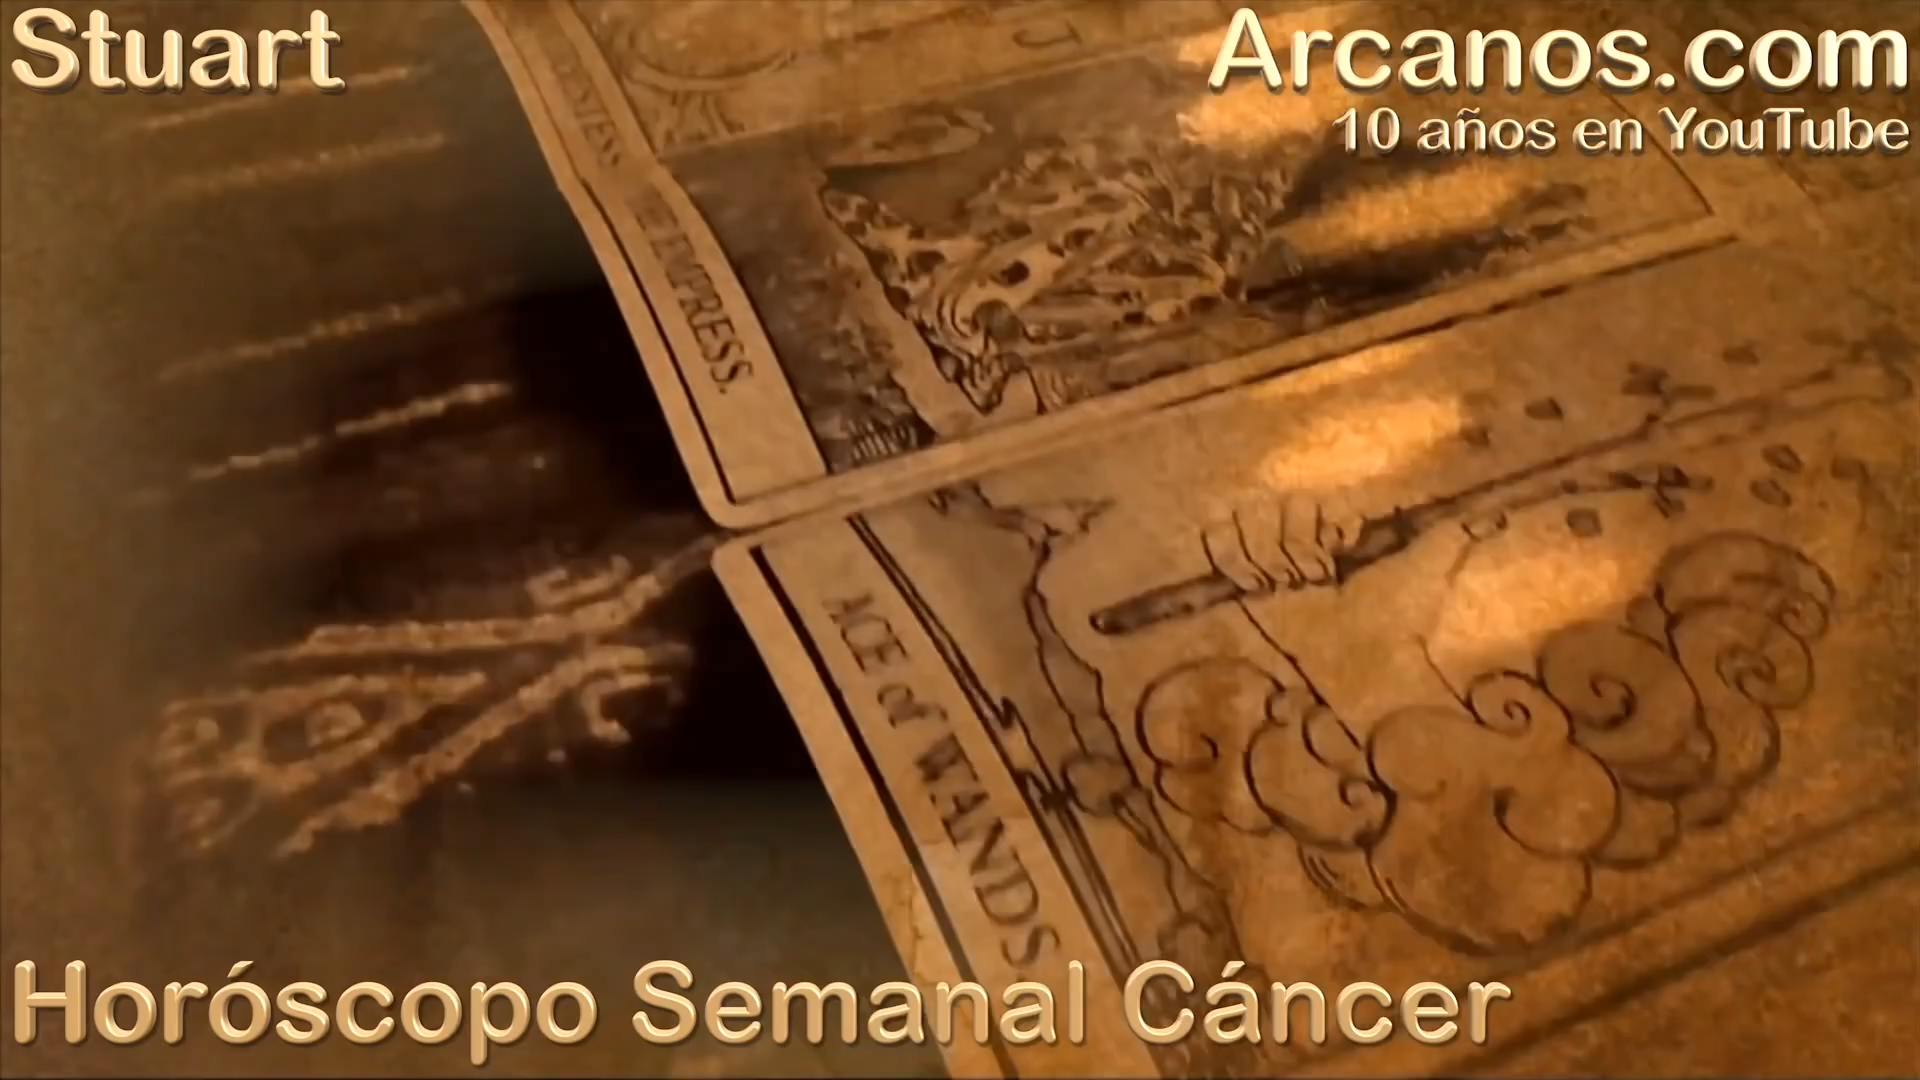 Stuart
Arcanos.com
10 años en YouTube
EMPRESS.
ACE of WANDS.
Horóscopo Semanal Cáncer